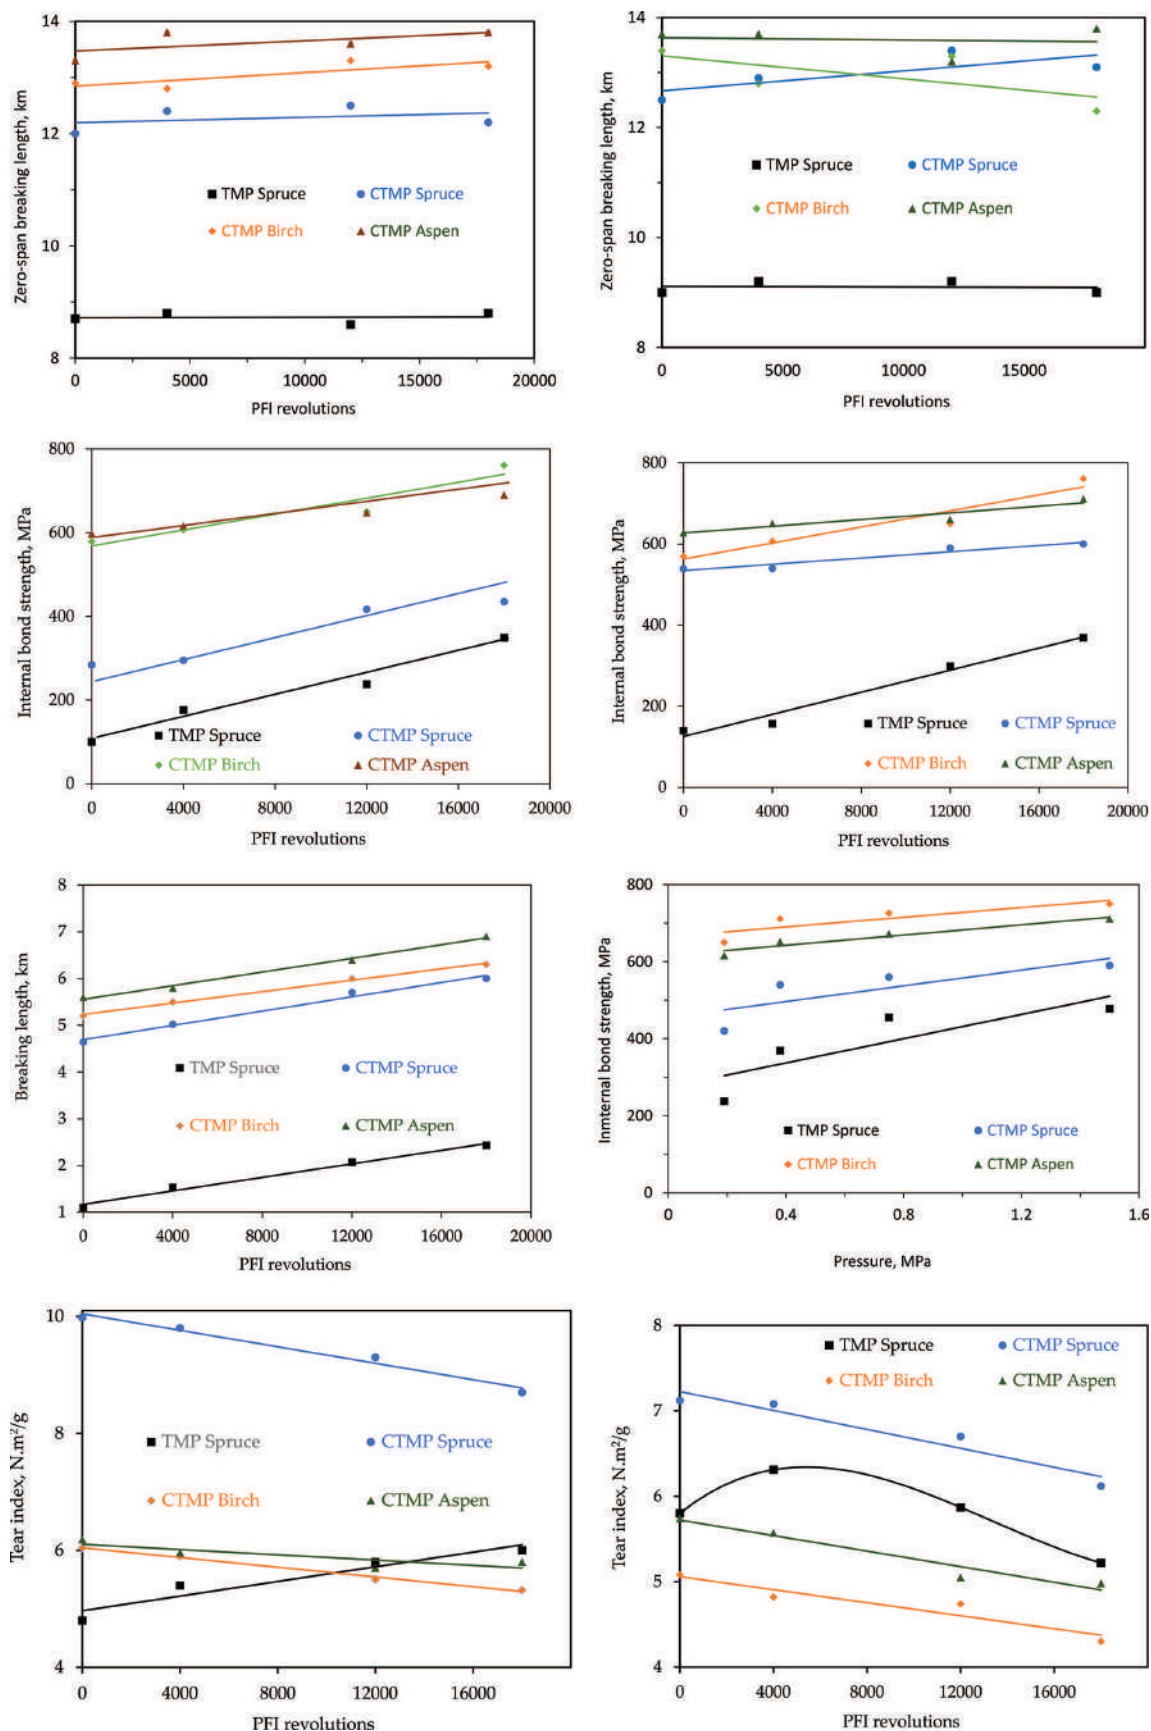 14
12
10
8
0
5000
10000
15000
20000
Zero-span breaking length, km
PFI revolutions
TMP Spruce
CTMP Spruce
CTMP Birch
CTMP Aspen
14
12
10
8
0
5000
10000
15000
Zero-span breaking length, km
PFI revolutions
TMP Spruce
CTMP Spruce
CTMP Birch
CTMP Aspen
800
600
400
200
0
0
4000
8000
12000
16000
20000
Internal bond strength, MPa
PFI revolutions
TMP Spruce
CTMP Spruce
CTMP Birch
CTMP Aspen
800
600
400
200
0
0
4000
8000
12000
16000
20000
Internal bond strength, MPa
PFI revolutions
TMP Spruce
CTMP Spruce
CTMP Birch
CTMP Aspen
8
7
6
5
4
3
2
1
0
4000
8000
12000
16000
20000
Breaking length, km
PFI revolutions
TMP Spruce
CTMP Spruce
CTMP Birch
CTMP Aspen
800
600
400
200
0
0
0.4
0.8
1.2
1.6
Inmternal bond strength, MPa
Pressure, MPa
TMP Spruce
CTMP Spruce
CTMP Birch
CTMP Aspen
10
8
6
4
0
4000
8000
12000
16000
Tear index, N.m²/g
PFI revolutions
TMP Spruce
CTMP Spruce
CTMP Birch
CTMP Aspen
8
7
6
5
4
0
4000
8000
12000
16000
Tear index, N.m²/g
PFI revolutions
TMP Spruce
CTMP Spruce
CTMP Birch
CTMP Aspen